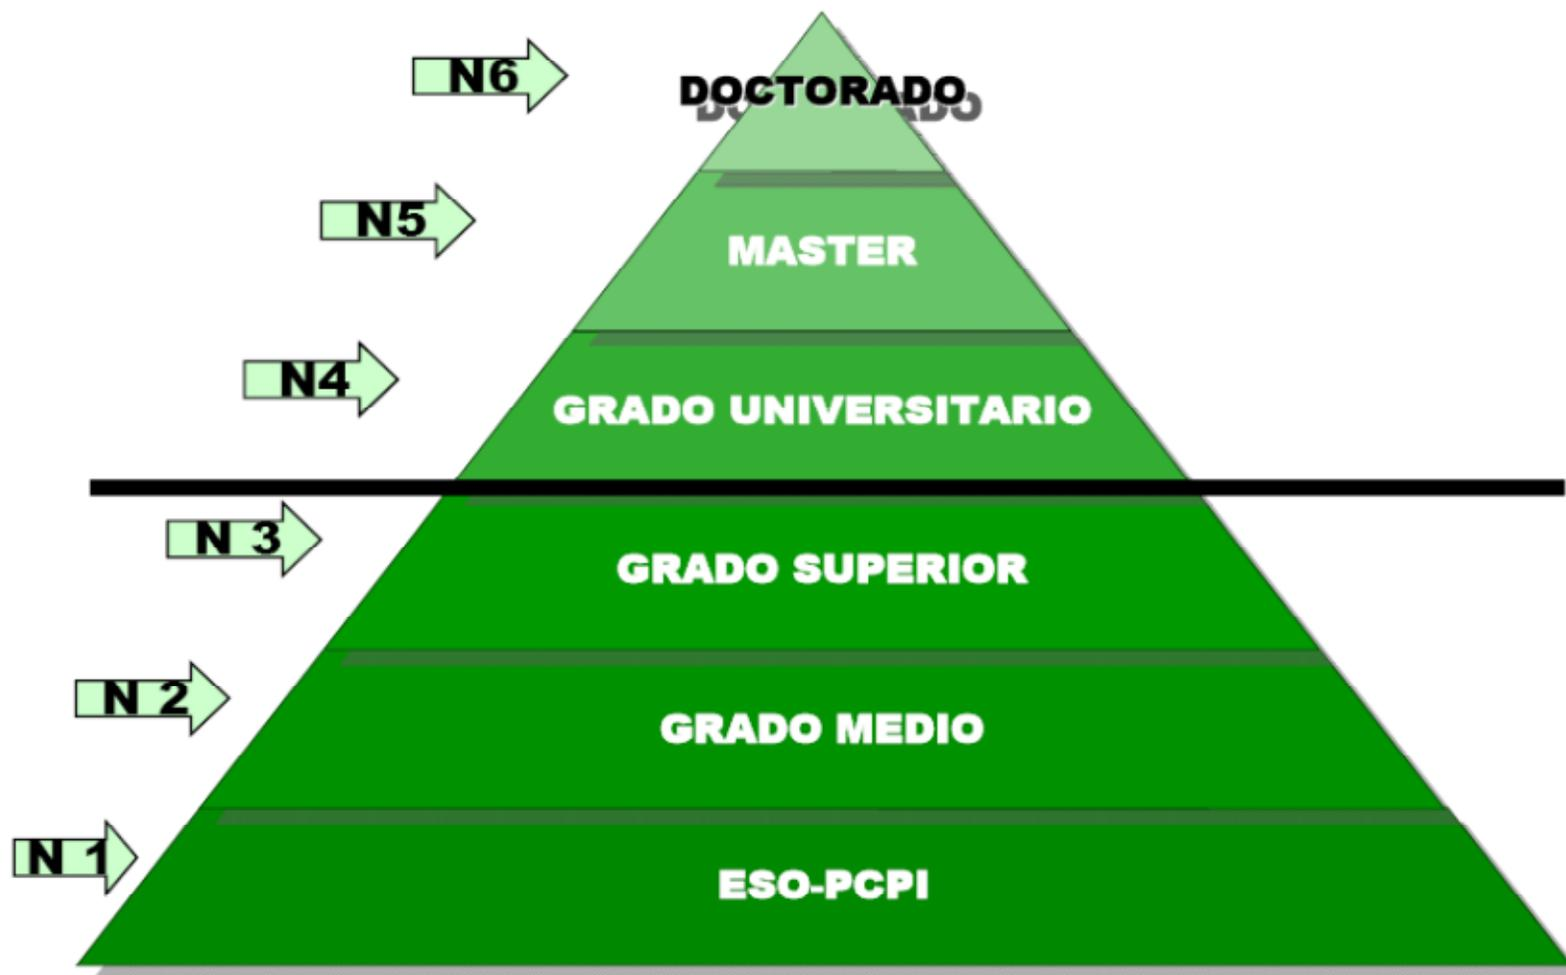 N6
DOCTORADO
N5
MASTER
N4
GRADO UNIVERSITARIO
N 3
GRADO SUPERIOR
N 2
GRADO MEDIO
N 1
ESO-PCPI